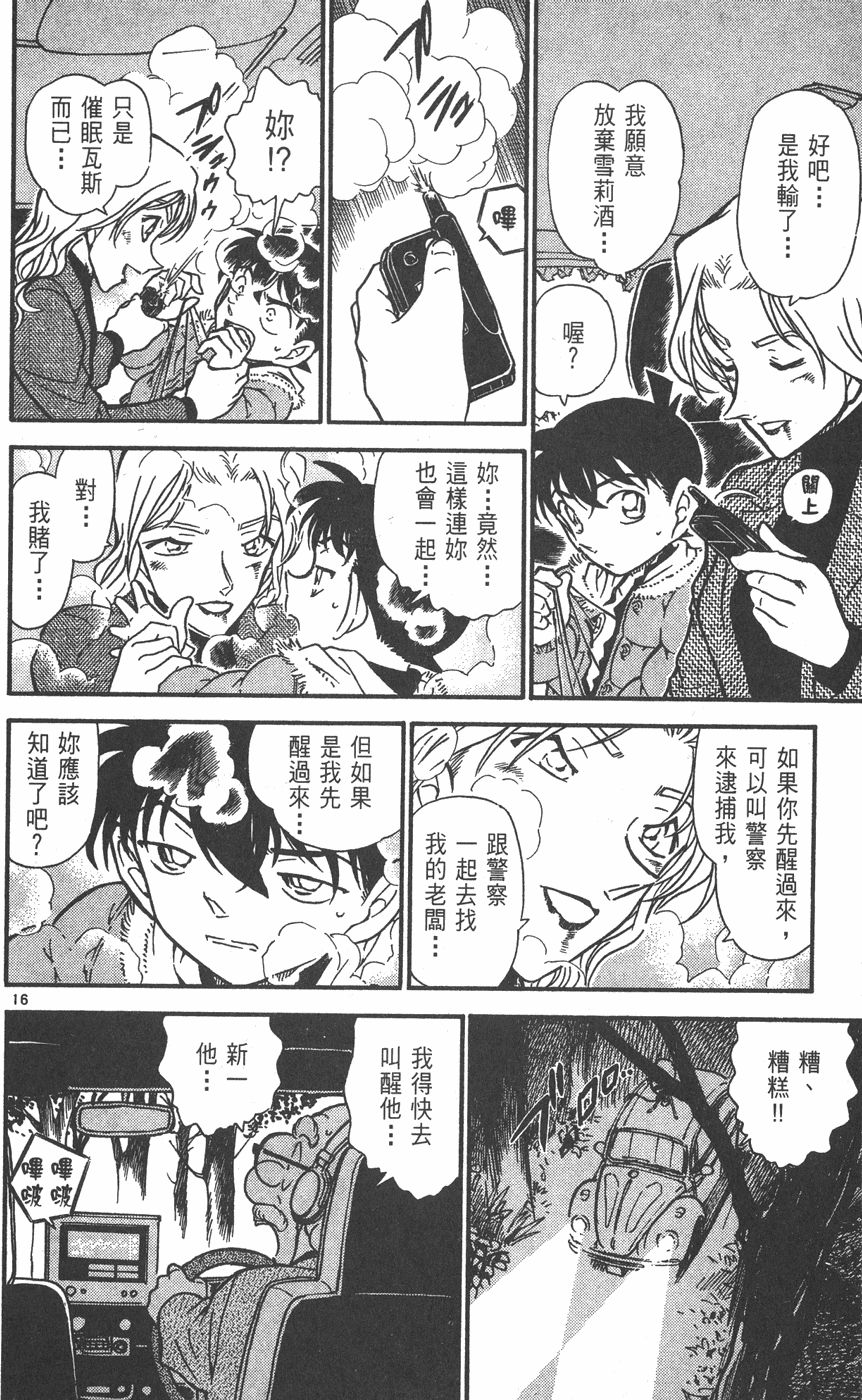 好吧⋯
是我輸了⋯
我願意
放棄雪莉酒⋯
喔？
關上
嗶
妳!?
只是
催眠瓦斯
而已⋯
妳⋯竟然⋯
這樣連妳
也會一起⋯
對⋯
我賭了⋯
如果你先醒過來，
可以叫警察
來逮捕我，
跟警察
一起去找
我的老闆⋯
但如果
是我先
醒過來⋯
妳應該
知道了吧？
16
糟、
糟糕!!
ブロロ⋯
我得快去
叫醒他⋯
新一
他⋯
嗶啵
嗶啵